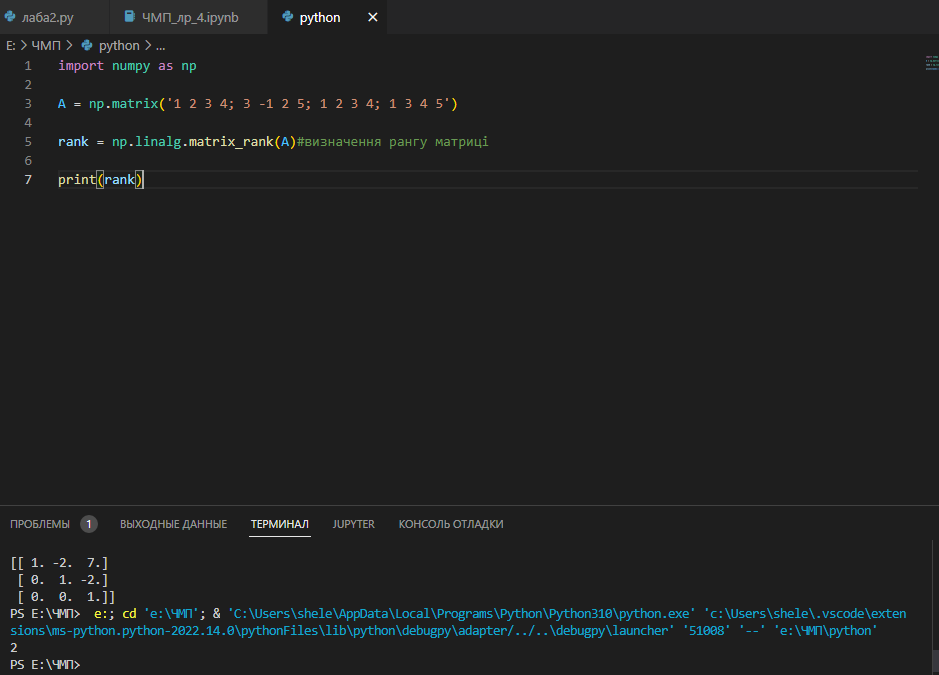 лаба2.py ЧМП_лр_4.ipynb python
E: > ЧМП > python > ...
1 import numpy as np
2
3 A = np.matrix('1 2 3 4; 3 -1 2 5; 1 2 3 4; 1 3 4 5')
4
5 rank = np.linalg.matrix_rank(A)#визначення рангу матриці
6
7 print(rank)
ПРОБЛЕМЫ 1 ВЫХОДНЫЕ ДАННЫЕ ТЕРМИНАЛ JUPYTER КОНСОЛЬ ОТЛАДКИ
[[ 1. -2.  7.]
 [ 0.  1. -2.]
 [ 0.  0.  1.]]
PS E:\ЧМП>  e:; cd 'e:\ЧМП'; & 'C:\Users\shele\AppData\Local\Programs\Python\Python310\python.exe' 'c:\Users\shele\.vscode\exten
sions\ms-python.python-2022.14.0\pythonFiles\lib\python\debugpy\adapter/../..\debugpy\launcher' '51008' '--' 'e:\ЧМП\python'
2
PS E:\ЧМП>